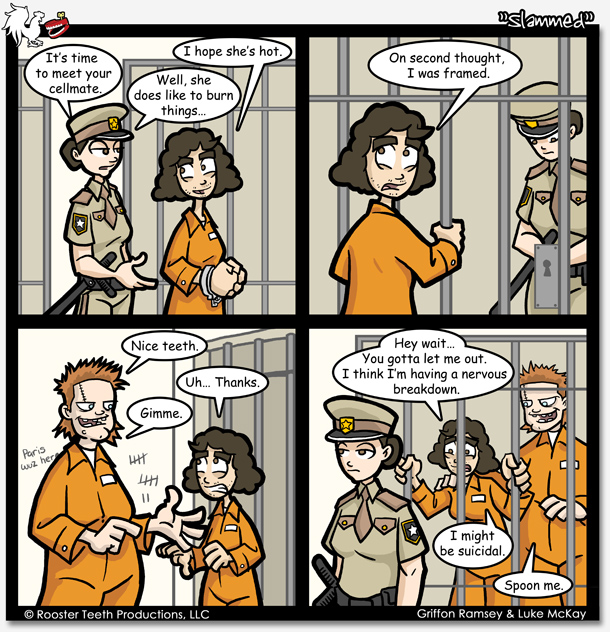 "Slammed"
It's time
to meet your
cellmate.
Well, she
does like to burn
things...
I hope she's hot.
On second thought,
I was framed.
Nice teeth.
Uh... Thanks.
Gimme.
Paris
wuz here
Hey wait...
You gotta let me out.
I think I'm having a nervous
breakdown.
I might
be suicidal.
Spoon me.
© Rooster Teeth Productions, LLC
Griffon Ramsey & Luke McKay